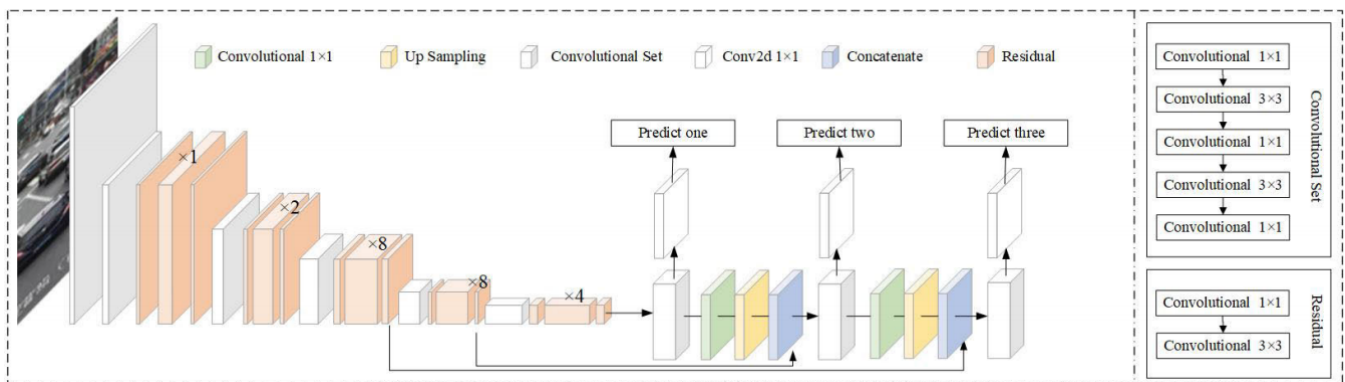 Convolutional 1×1
Up Sampling
Convolutional Set
Conv2d 1×1
Concatenate
Residual
×1
×2
×8
×8
×4
Predict one
Predict two
Predict three
Convolutional 1×1
Convolutional 3×3
Convolutional 1×1
Convolutional 3×3
Convolutional 1×1
Convolutional Set
Convolutional 1×1
Convolutional 3×3
Residual